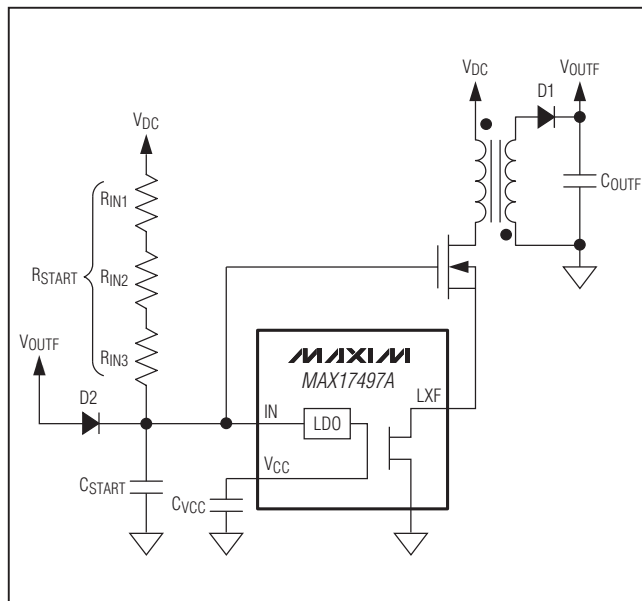 VDC
VOUTF
D1
COUTF
VDC
RIN1
RSTART
RIN2
RIN3
VOUTF
D2
MAXIM
MAX17497A
IN
LDO
LXF
VCC
CSTART
CVCC